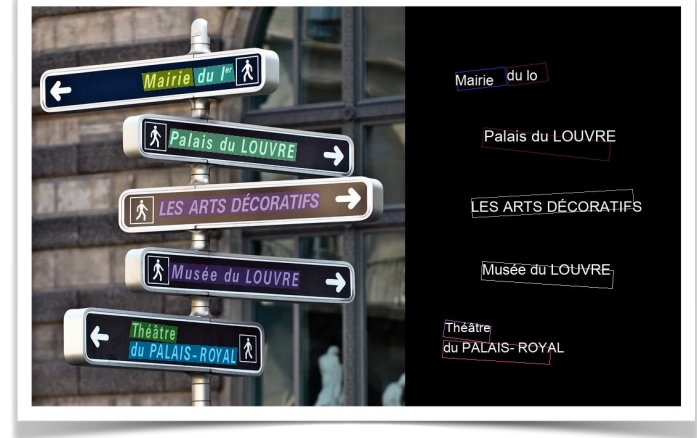 Mairie du 1er
Palais du LOUVRE
LES ARTS DÉCORATIFS
Musée du LOUVRE
Théâtre
du PALAIS-ROYAL
Mairie du lo
Palais du LOUVRE
LES ARTS DÉCORATIFS
Musée du LOUVRE
Théâtre
du PALAIS- ROYAL